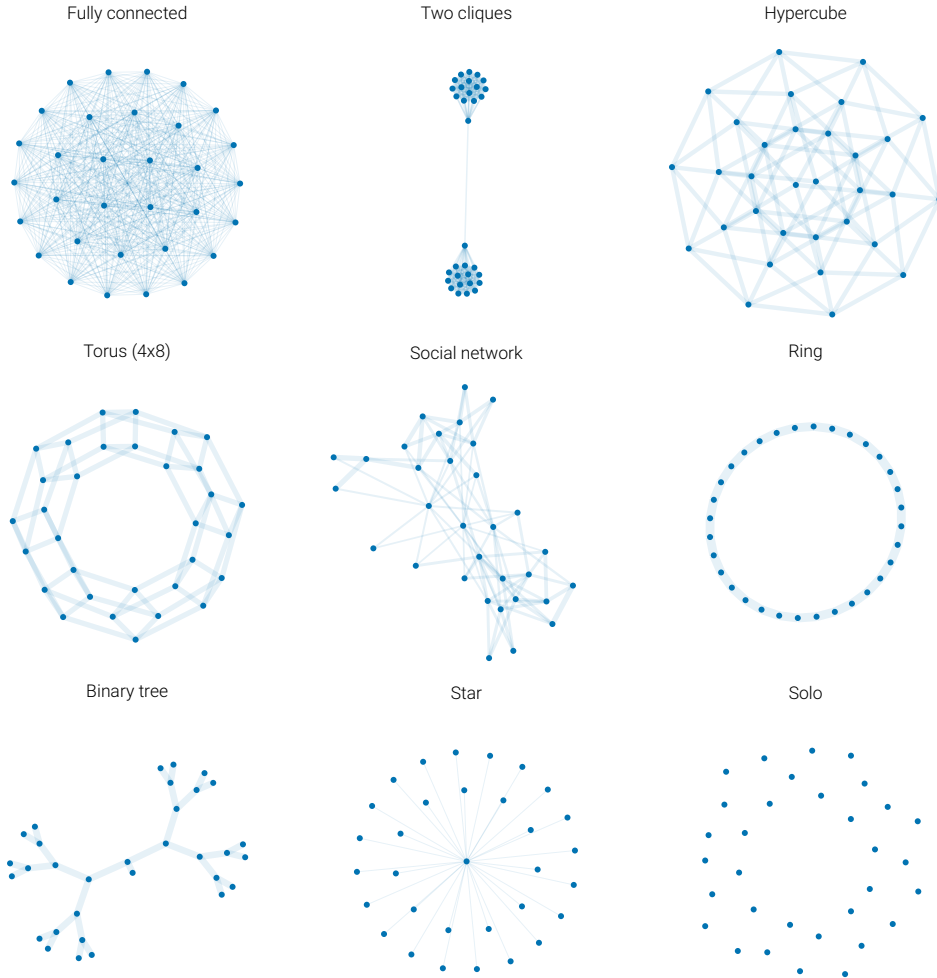 Fully connected
Two cliques
Hypercube
Torus (4x8)
Social network
Ring
Binary tree
Star
Solo